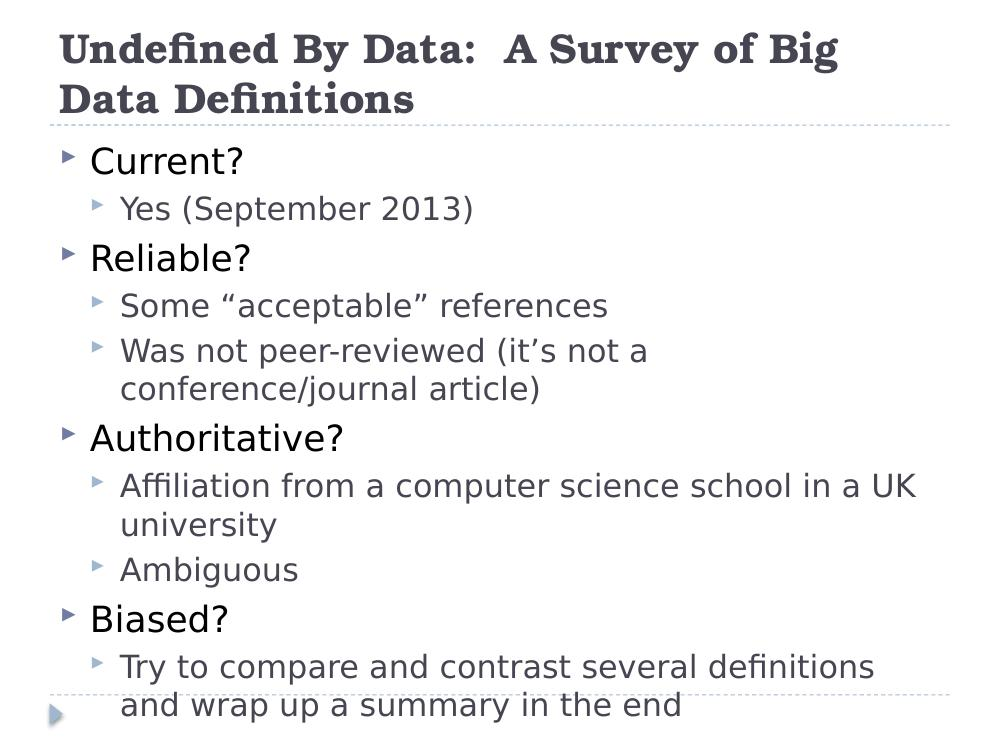 Undefined By Data:  A Survey of Big
Data Definitions
Current?
Yes (September 2013)
Reliable?
Some “acceptable” references
Was not peer-reviewed (it’s not a
conference/journal article)
Authoritative?
Affiliation from a computer science school in a UK
university
Ambiguous
Biased?
Try to compare and contrast several definitions
and wrap up a summary in the end